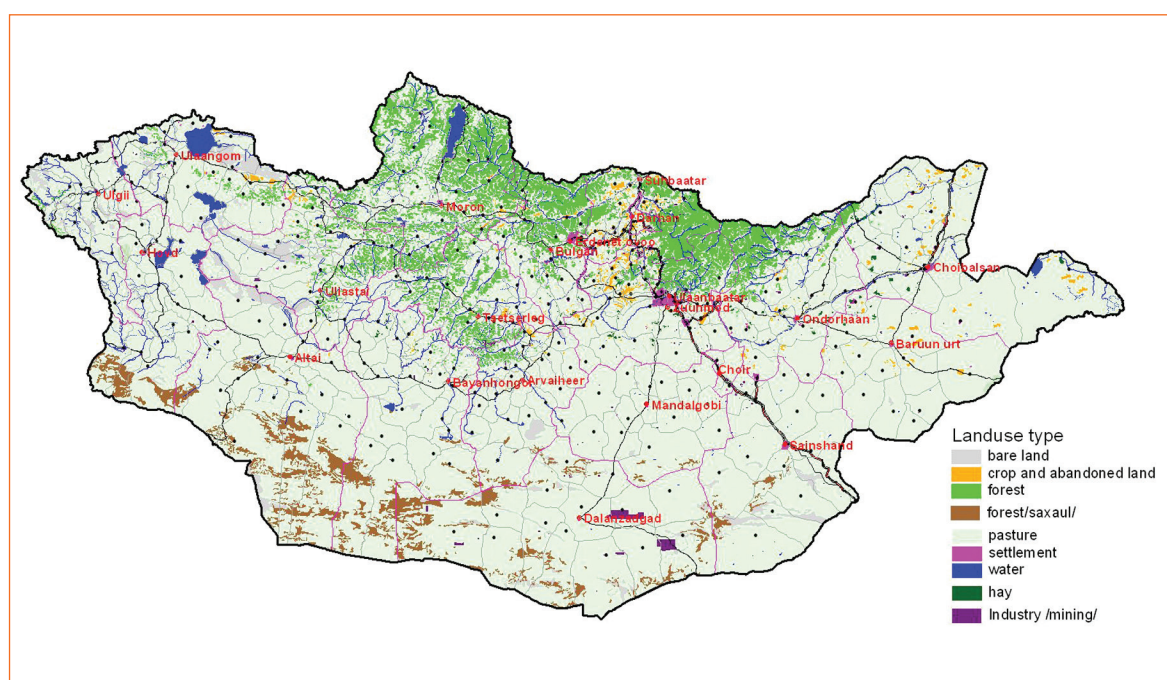 Ulaangom
Ulgii
Hovd
Uliastai
Altai
Moron
Tsetserleg
Bayanhongor
Arvaiheer
Bulgan
Erdenet ovoo
Suhbaatar
Darhan
Ulaanbaatar
Zuunmod
Choir
Mandalgobi
Sainshand
Dalanzadgad
Ondorhaan
Choibalsan
Baruun urt
Landuse type
bare land
crop and abandoned land
forest
forest/saxaul/
pasture
settlement
water
hay
Industry /mining/